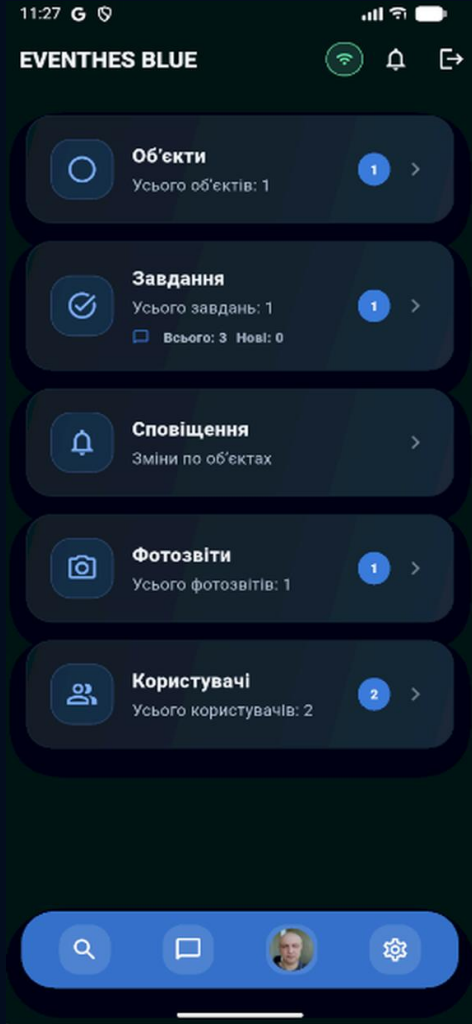 11:27
EVENTHES BLUE
Об'єкти
Усього об'єктів: 1
1
Завдання
Усього завдань: 1
Всього: 3 Нові: 0
1
Сповіщення
Зміни по об'єктах
Фотозвіти
Усього фотозвітів: 1
1
Користувачі
Усього користувачів: 2
2